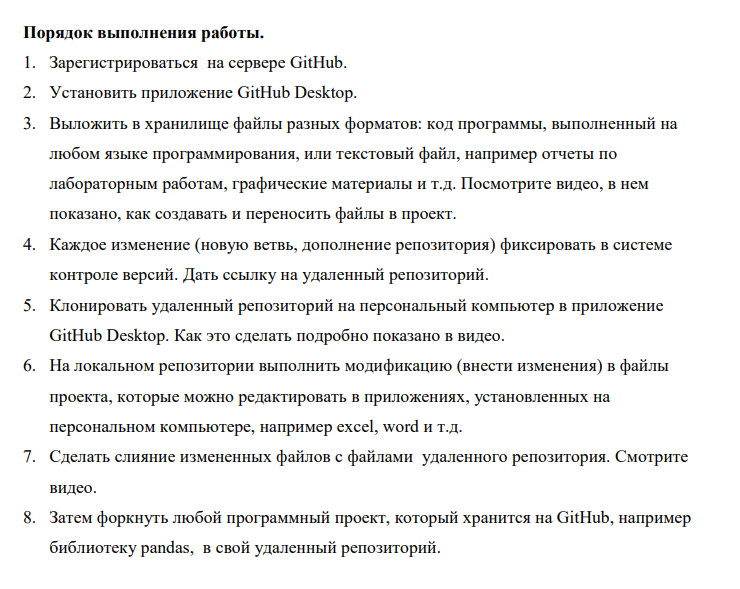 Порядок выполнения работы.
1. Зарегистрироваться  на сервере GitHub.
2. Установить приложение GitHub Desktop.
3. Выложить в хранилище файлы разных форматов: код программы, выполненный на
любом языке программирования, или текстовый файл, например отчеты по
лабораторным работам, графические материалы и т.д. Посмотрите видео, в нем
показано, как создавать и переносить файлы в проект.
4. Каждое изменение (новую ветвь, дополнение репозитория) фиксировать в системе
контроле версий. Дать ссылку на удаленный репозиторий.
5. Клонировать удаленный репозиторий на персональный компьютер в приложение
GitHub Desktop. Как это сделать подробно показано в видео.
6. На локальном репозитории выполнить модификацию (внести изменения) в файлы
проекта, которые можно редактировать в приложениях, установленных на
персональном компьютере, например excel, word и т.д.
7. Сделать слияние измененных файлов с файлами  удаленного репозитория. Смотрите
видео.
8. Затем форкнуть любой программный проект, который хранится на GitHub, например
библиотеку pandas,  в свой удаленный репозиторий.